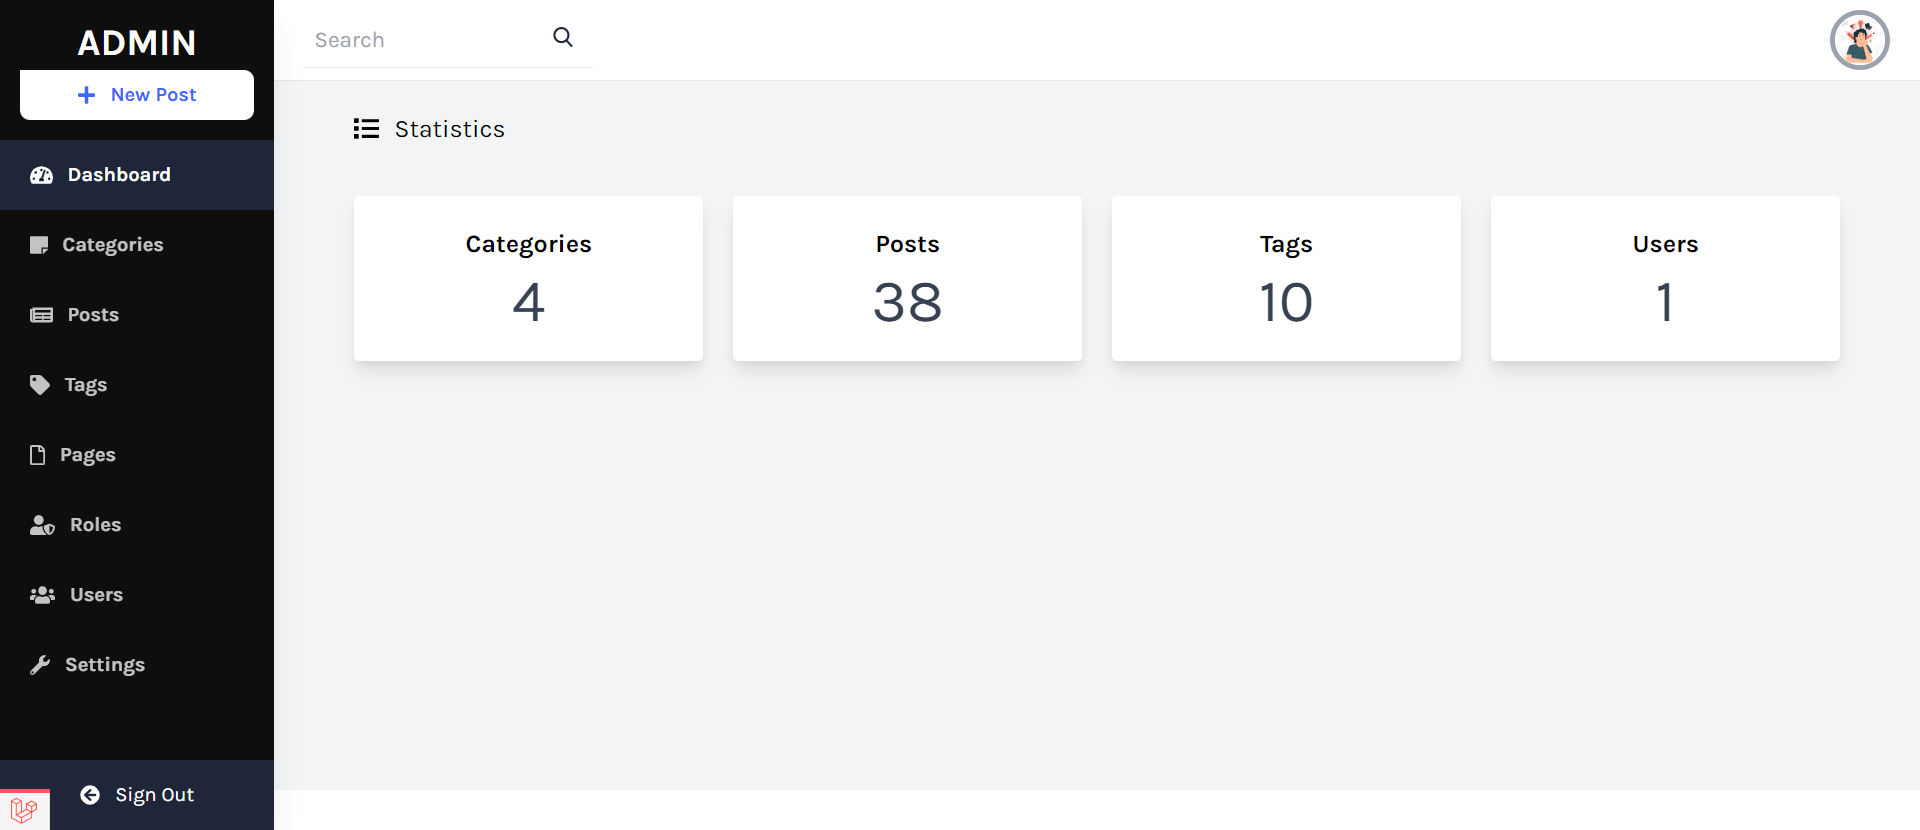 ADMIN
New Post
Dashboard
Categories
Posts
Tags
Pages
Roles
Users
Settings
Sign Out
Search
Statistics
Categories
4
Posts
38
Tags
10
Users
1